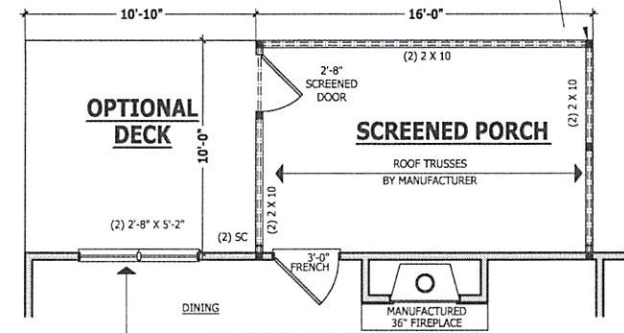 10'-10"
16'-0"
(2) 2 X 10
2'-8"
SCREENED
DOOR
(2) 2 X 10
OPTIONAL
DECK
10'-0"
SCREENED PORCH
ROOF TRUSSES
BY MANUFACTURER
(2) 2 X 10
(2) 2'-8" X 5'-2"
(2) SC
3'-0"
FRENCH
DINING
MANUFACTURED
36" FIREPLACE